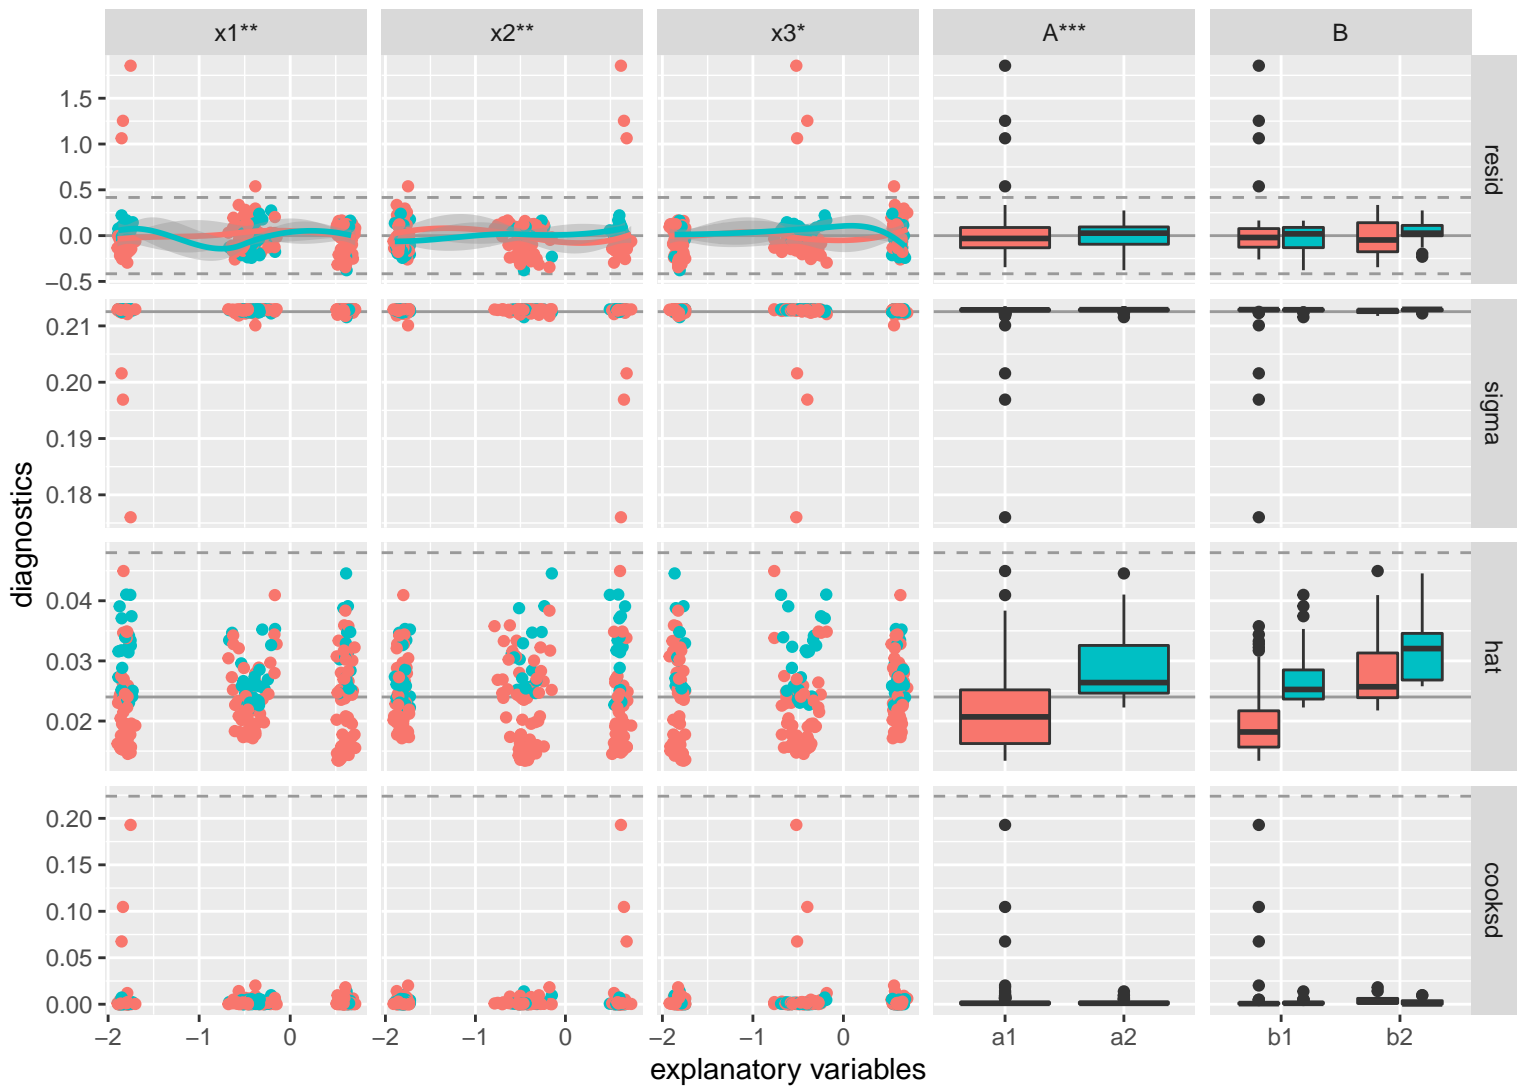 x1** x2** x3* A*** B
1.5
1.0
0.5
0.0
−0.5
resid
0.21
0.20
0.19
0.18
sigma
diagnostics
0.04
0.03
0.02
hat
0.20
0.15
0.10
0.05
0.00
cooksd
−2 −1 0 −2 −1 0 −2 −1 0 a1 a2 b1 b2
explanatory variables